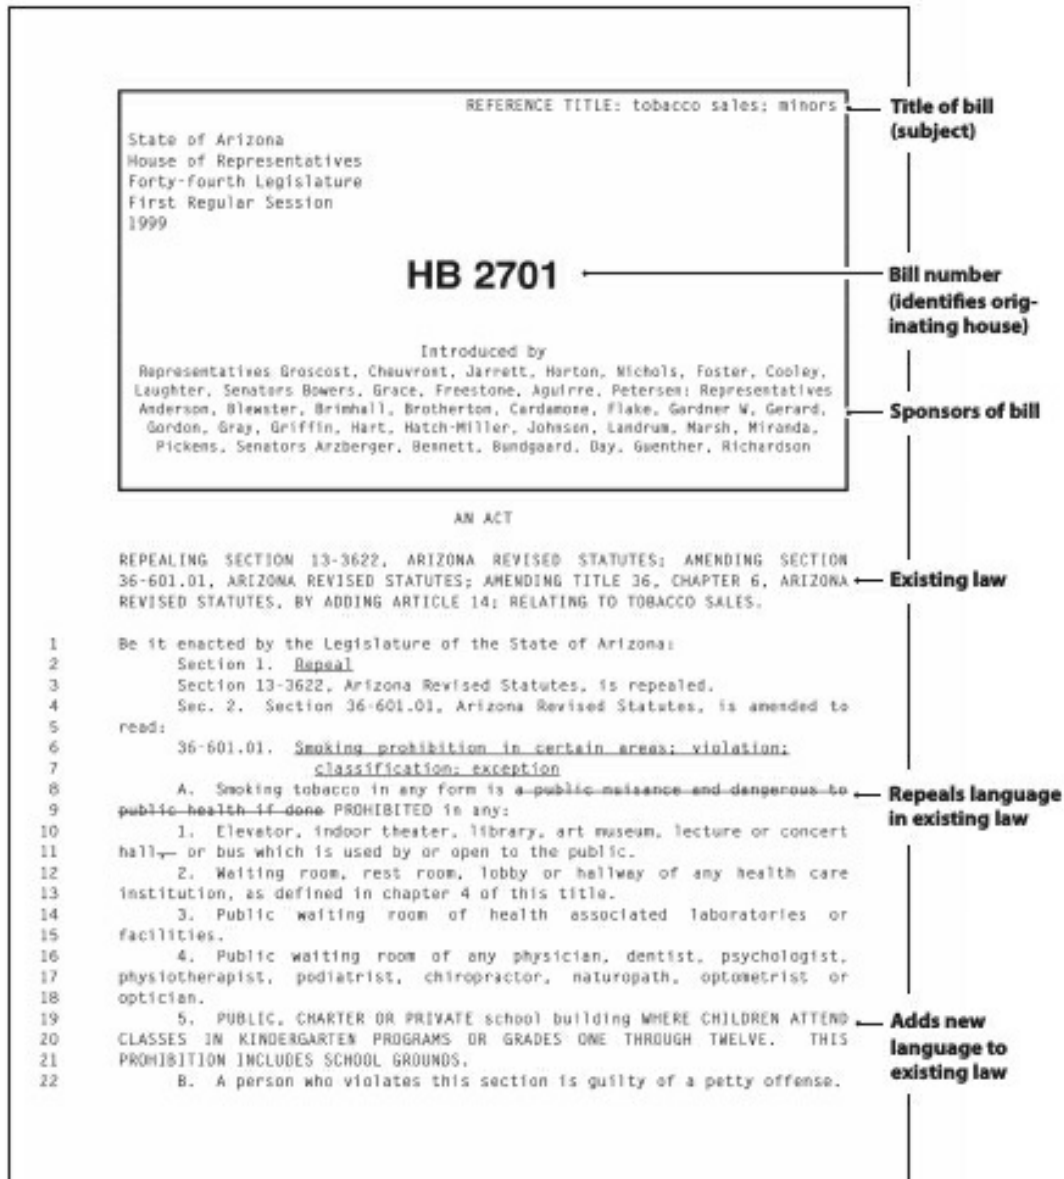 REFERENCE TITLE: tobacco sales; minors
Title of bill
(subject)
State of Arizona
House of Representatives
Forty-fourth Legislature
First Regular Session
1999
HB 2701
Bill number
(identifies orig-
inating house)
Introduced by
Representatives Groscost, Cheuvront, Jarrett, Horton, Nichols, Foster, Cooley,
Laughter, Senators Bowers, Grace, Freestone, Aguirre, Petersen; Representatives
Anderson, Blewster, Brimhall, Brotherton, Cardamone, Flake, Gardner W, Gerard,
Gordon, Gray, Griffin, Hart, Hatch-Miller, Johnson, Landrum, Marsh, Miranda,
Pickens, Senators Arzberger, Bennett, Bundgaard, Day, Guenther, Richardson
Sponsors of bill
AN ACT
REPEALING SECTION 13-3622, ARIZONA REVISED STATUTES; AMENDING SECTION
36-601.01, ARIZONA REVISED STATUTES; AMENDING TITLE 36, CHAPTER 6, ARIZONA
REVISED STATUTES, BY ADDING ARTICLE 14; RELATING TO TOBACCO SALES.
Existing law
1 Be it enacted by the Legislature of the State of Arizona:
2 Section 1. Repeal
3 Section 13-3622, Arizona Revised Statutes, is repealed.
4 Sec. 2. Section 36-601.01, Arizona Revised Statutes, is amended to
5 read:
6 36-601.01. Smoking prohibition in certain areas; violation;
7 classification; exception
8 A. Smoking tobacco in any form is a public nuisance and dangerous to
9 public health if done PROHIBITED in any:
Repeals language
in existing law
10 1. Elevator, indoor theater, library, art museum, lecture or concert
11 hall, or bus which is used by or open to the public.
12 2. Waiting room, rest room, lobby or hallway of any health care
13 institution, as defined in chapter 4 of this title.
14 3. Public waiting room of health associated laboratories or
15 facilities.
16 4. Public waiting room of any physician, dentist, psychologist,
17 physiotherapist, podiatrist, chiropractor, naturopath, optometrist or
18 optician.
19 5. PUBLIC, CHARTER OR PRIVATE school building WHERE CHILDREN ATTEND
20 CLASSES IN KINDERGARTEN PROGRAMS OR GRADES ONE THROUGH TWELVE. THIS
21 PROHIBITION INCLUDES SCHOOL GROUNDS.
22 B. A person who violates this section is guilty of a petty offense.
Adds new
language to
existing law